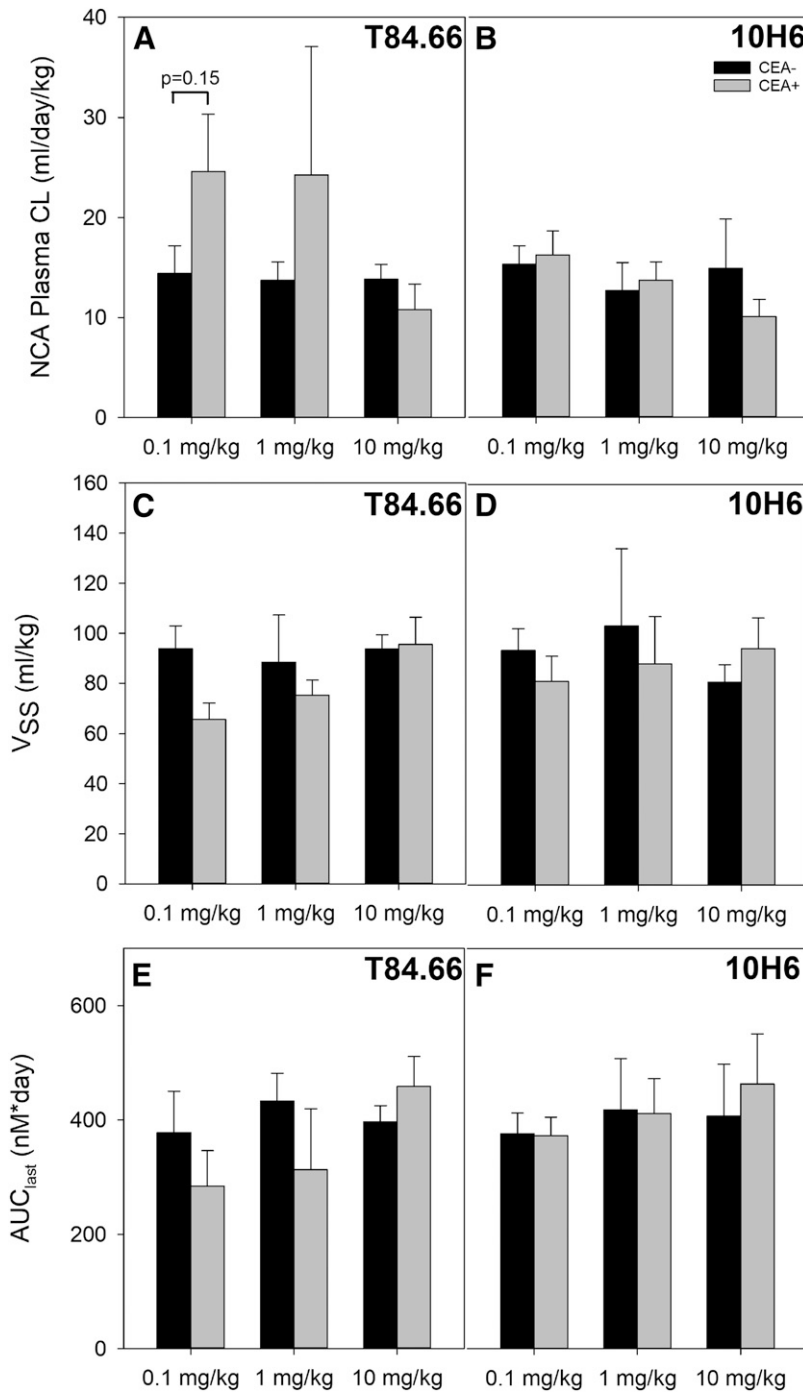 A T84.66
B 10H6
CEA-
CEA+
p=0.15
NCA Plasma CL (ml/day/kg)
40
30
20
10
0
0.1 mg/kg 1 mg/kg 10 mg/kg
0.1 mg/kg 1 mg/kg 10 mg/kg
C T84.66
D 10H6
VSS (ml/kg)
160
140
120
100
80
60
40
20
0
0.1 mg/kg 1 mg/kg 10 mg/kg
0.1 mg/kg 1 mg/kg 10 mg/kg
E T84.66
F 10H6
AUClast (nM*day)
600
400
200
0
0.1 mg/kg 1 mg/kg 10 mg/kg
0.1 mg/kg 1 mg/kg 10 mg/kg